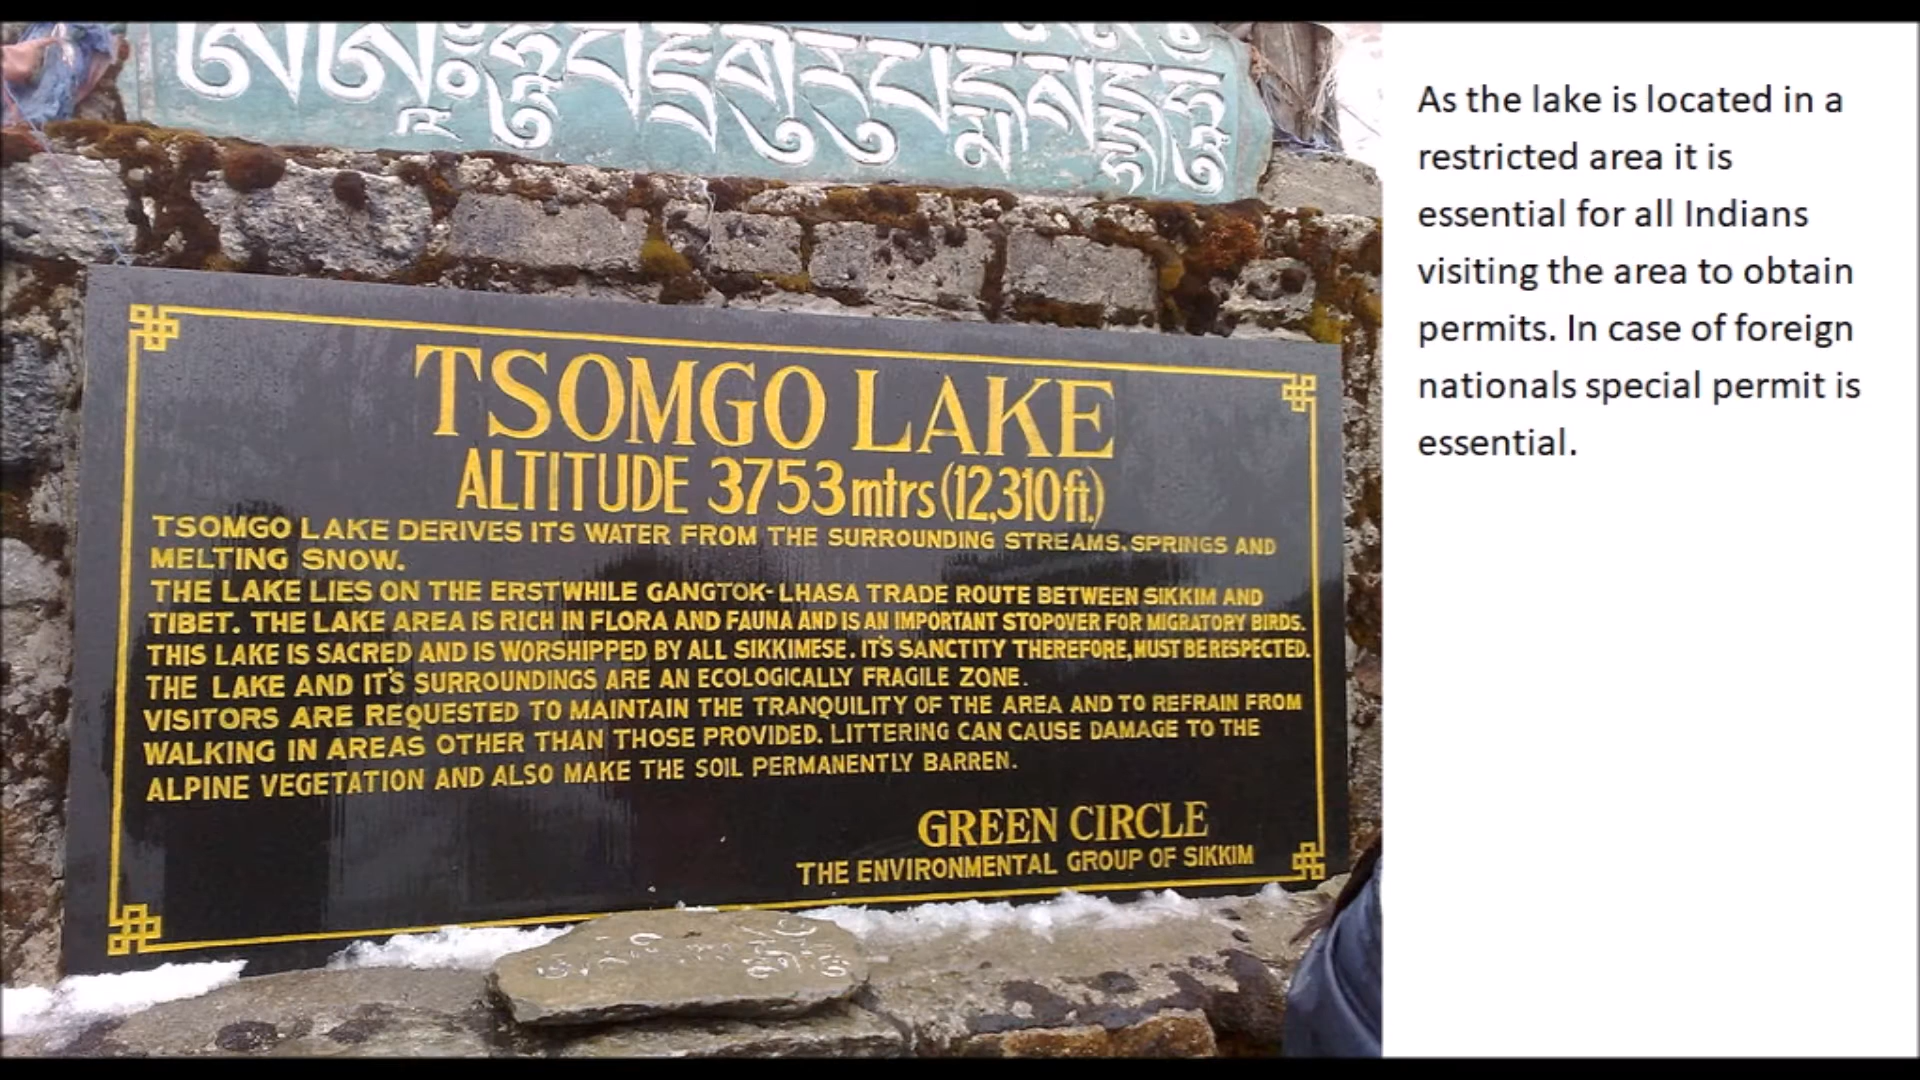 TSOMGO LAKE
ALTITUDE 3753 mtrs (12,310 ft.)
TSOMGO LAKE DERIVES ITS WATER FROM THE SURROUNDING STREAMS, SPRINGS AND
MELTING SNOW.
THE LAKE LIES ON THE ERSTWHILE GANGTOK-LHASA TRADE ROUTE BETWEEN SIKKIM AND
TIBET. THE LAKE AREA IS RICH IN FLORA AND FAUNA AND IS AN IMPORTANT STOPOVER FOR MIGRATORY BIRDS.
THIS LAKE IS SACRED AND IS WORSHIPPED BY ALL SIKKIMESE. IT'S SANCTITY THEREFORE, MUST BE RESPECTED.
THE LAKE AND IT'S SURROUNDINGS ARE AN ECOLOGICALLY FRAGILE ZONE.
VISITORS ARE REQUESTED TO MAINTAIN THE TRANQUILITY OF THE AREA AND TO REFRAIN FROM
WALKING IN AREAS OTHER THAN THOSE PROVIDED. LITTERING CAN CAUSE DAMAGE TO THE
ALPINE VEGETATION AND ALSO MAKE THE SOIL PERMANENTLY BARREN.
GREEN CIRCLE
THE ENVIRONMENTAL GROUP OF SIKKIM
As the lake is located in a
restricted area it is
essential for all Indians
visiting the area to obtain
permits. In case of foreign
nationals special permit is
essential.